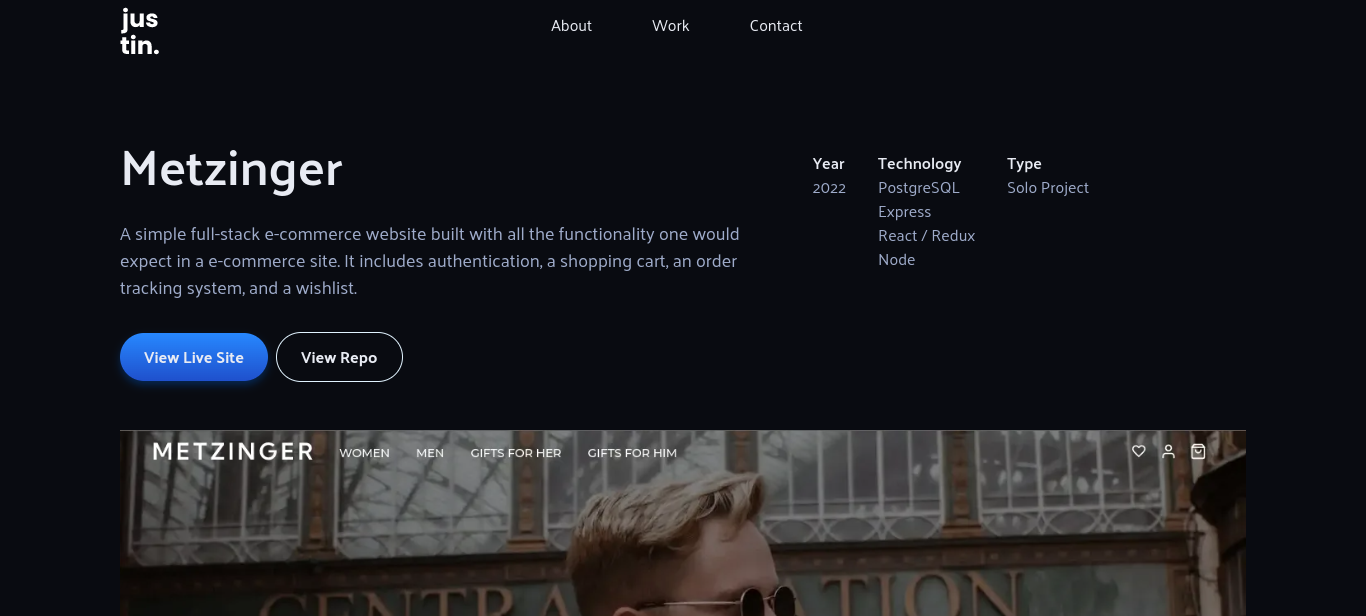 jus
tin.
About Work Contact
Metzinger
A simple full-stack e-commerce website built with all the functionality one would
expect in a e-commerce site. It includes authentication, a shopping cart, an order
tracking system, and a wishlist.
View Live Site View Repo
Year
2022
Technology
PostgreSQL
Express
React / Redux
Node
Type
Solo Project
METZINGER WOMEN MEN GIFTS FOR HER GIFTS FOR HIM